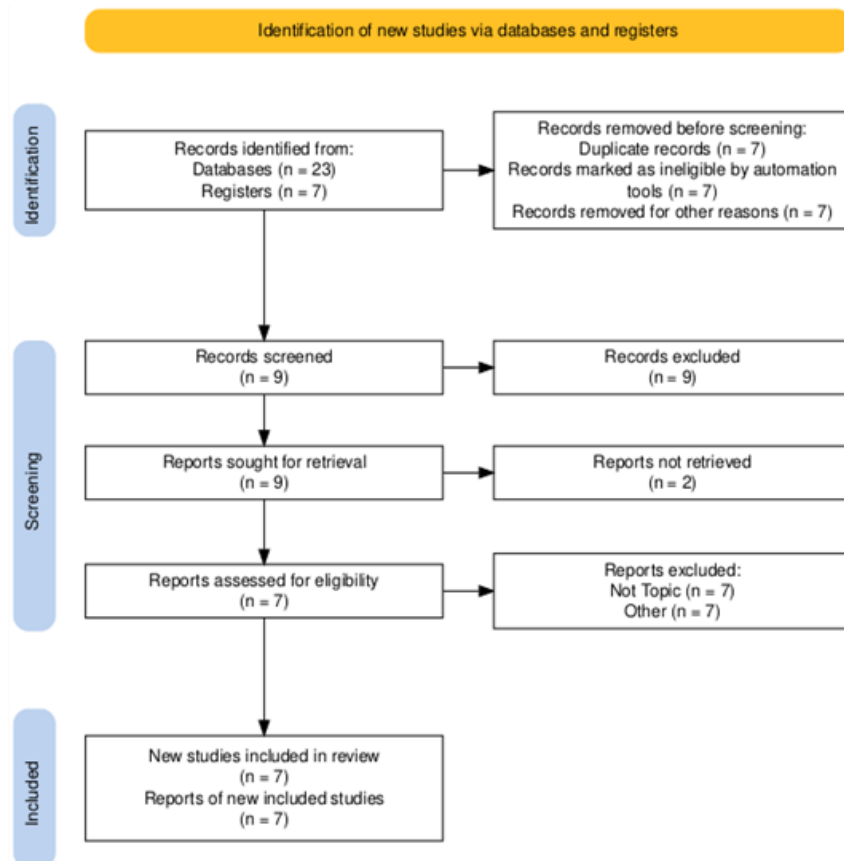 Identification of new studies via databases and registers
Identification
Records identified from:
Databases (n = 23)
Registers (n = 7)
Records removed before screening:
Duplicate records (n = 7)
Records marked as ineligible by automation
tools (n = 7)
Records removed for other reasons (n = 7)
Screening
Records screened
(n = 9)
Records excluded
(n = 9)
Reports sought for retrieval
(n = 9)
Reports not retrieved
(n = 2)
Reports assessed for eligibility
(n = 7)
Reports excluded:
Not Topic (n = 7)
Other (n = 7)
Included
New studies included in review
(n = 7)
Reports of new included studies
(n = 7)